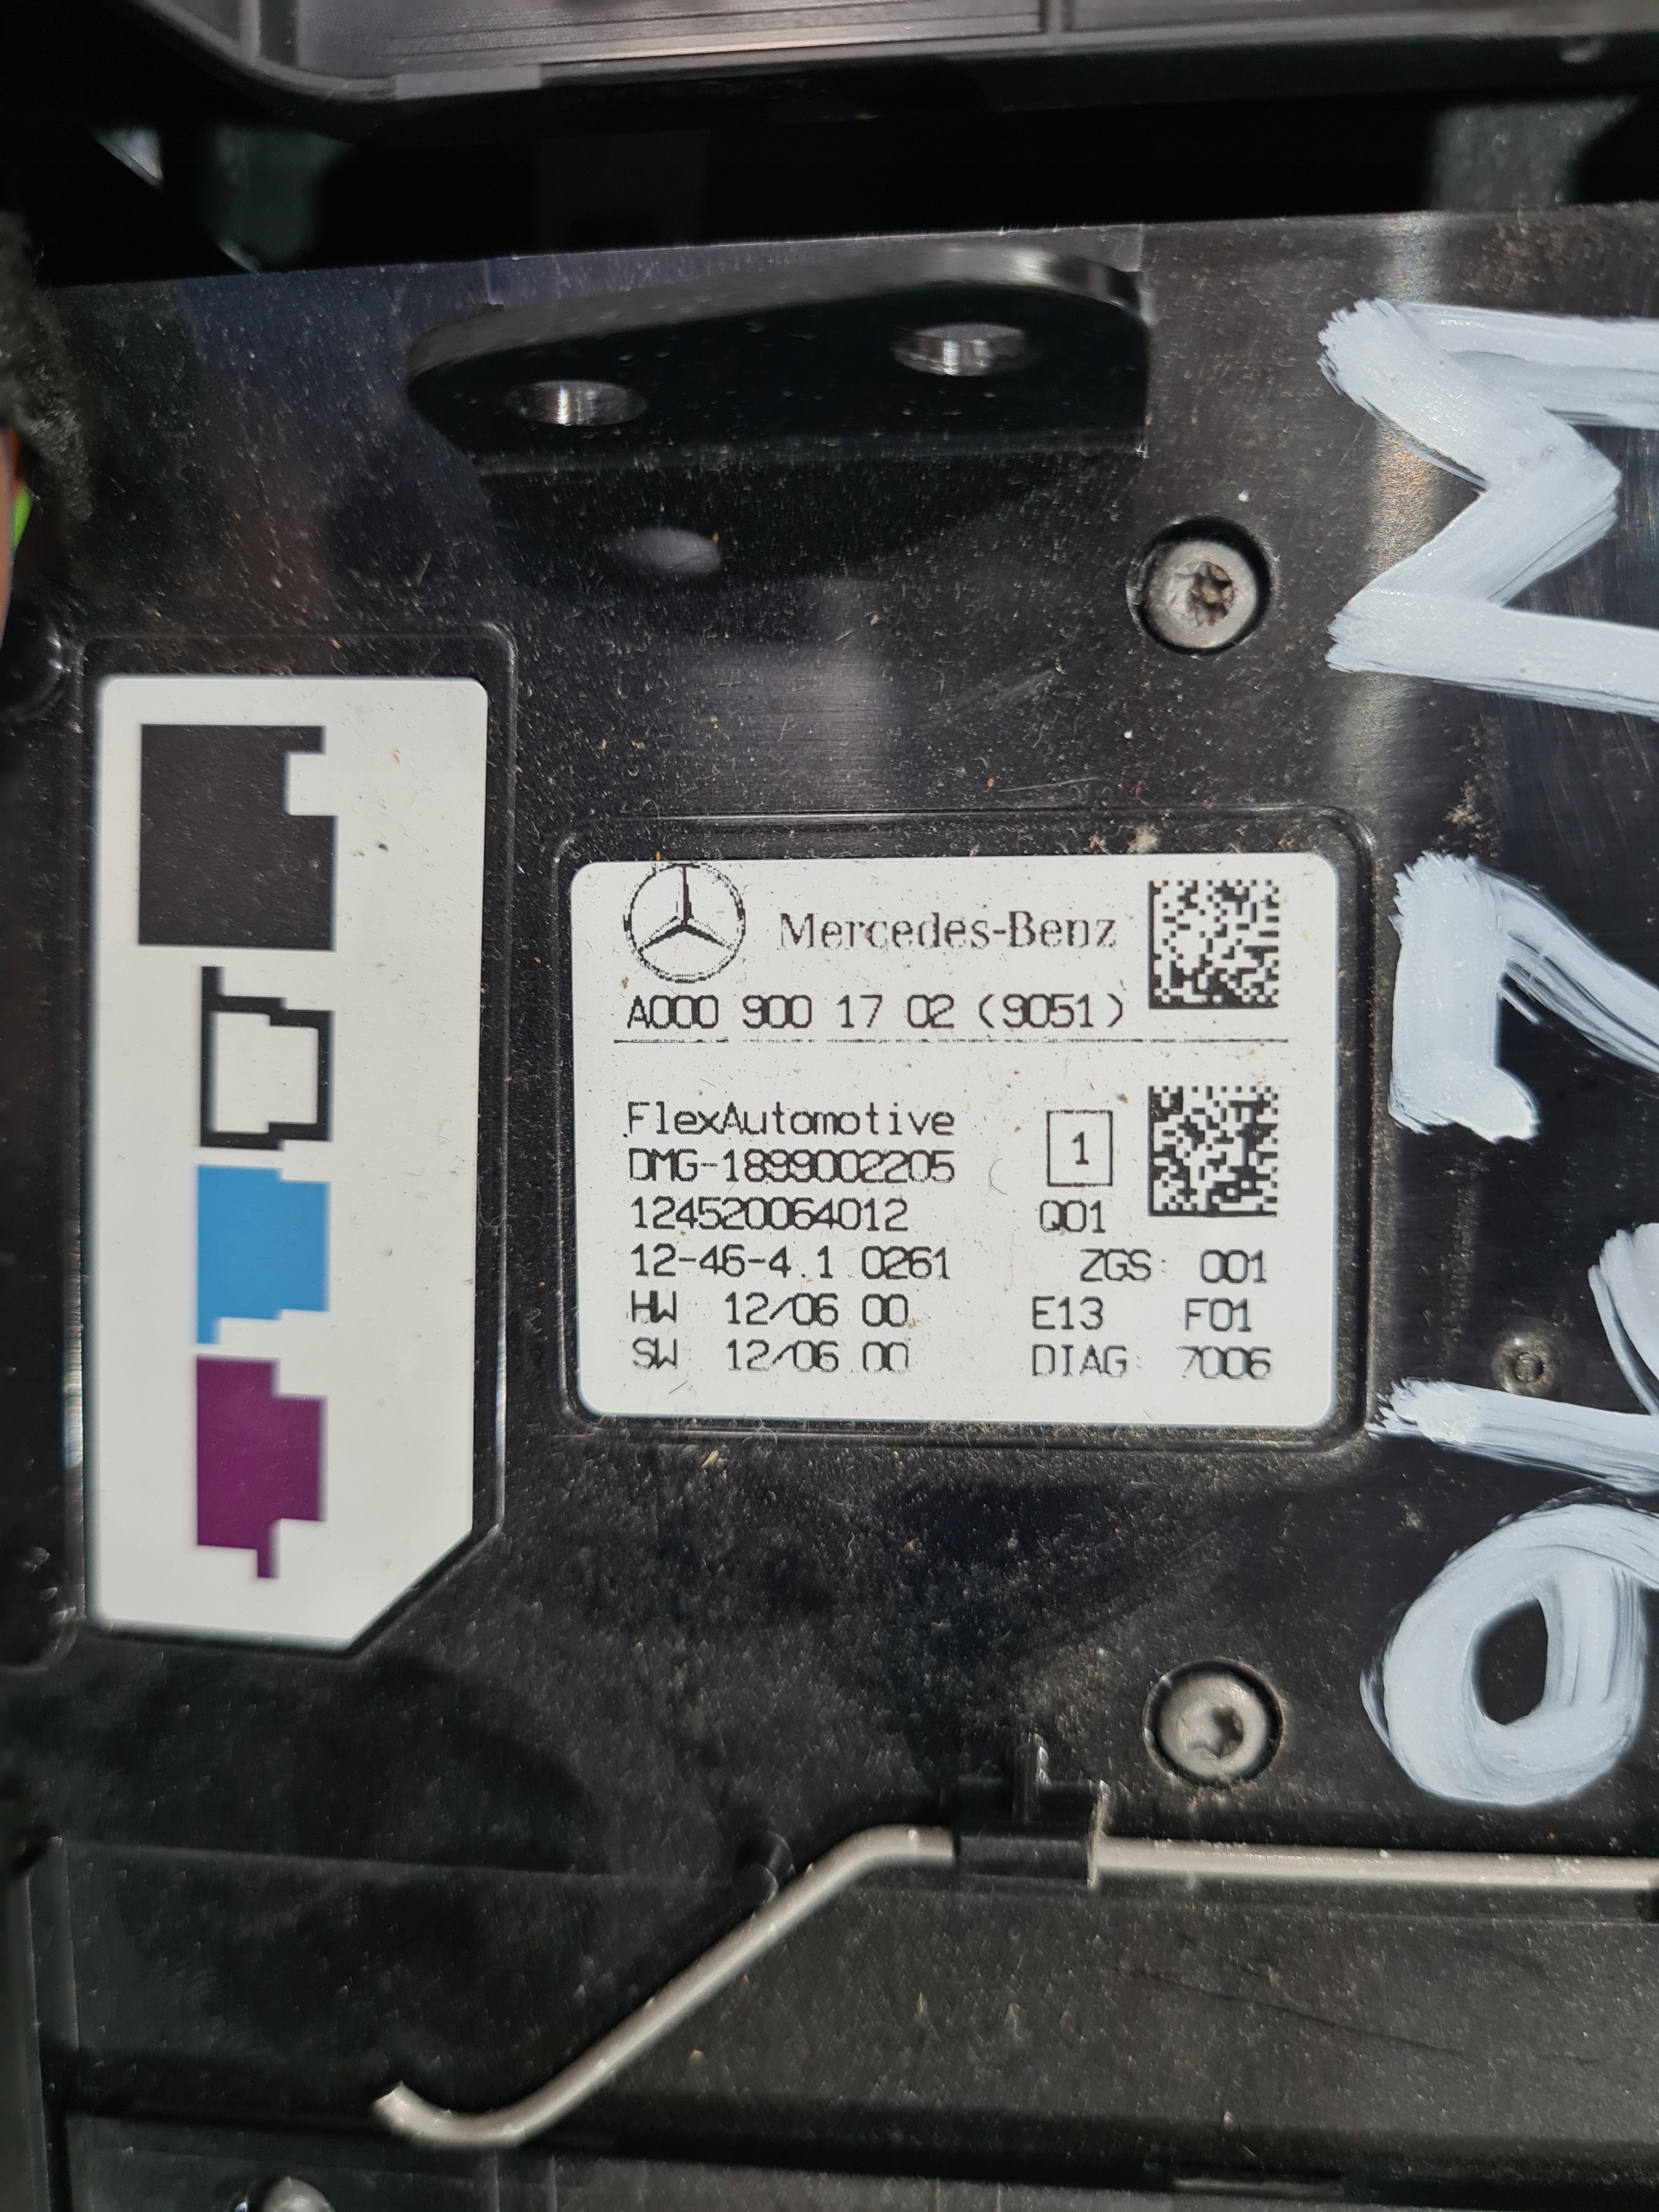 Mercedes-Benz
A000 900 17 02 (9051)
FlexAutomotive
1
DMG-1899002205
124520064012 Q01
12-46-4.1 0261 ZGS: 001
HW 12/06 00 E13 F01
SW 12/06 00 DIAG: 7006